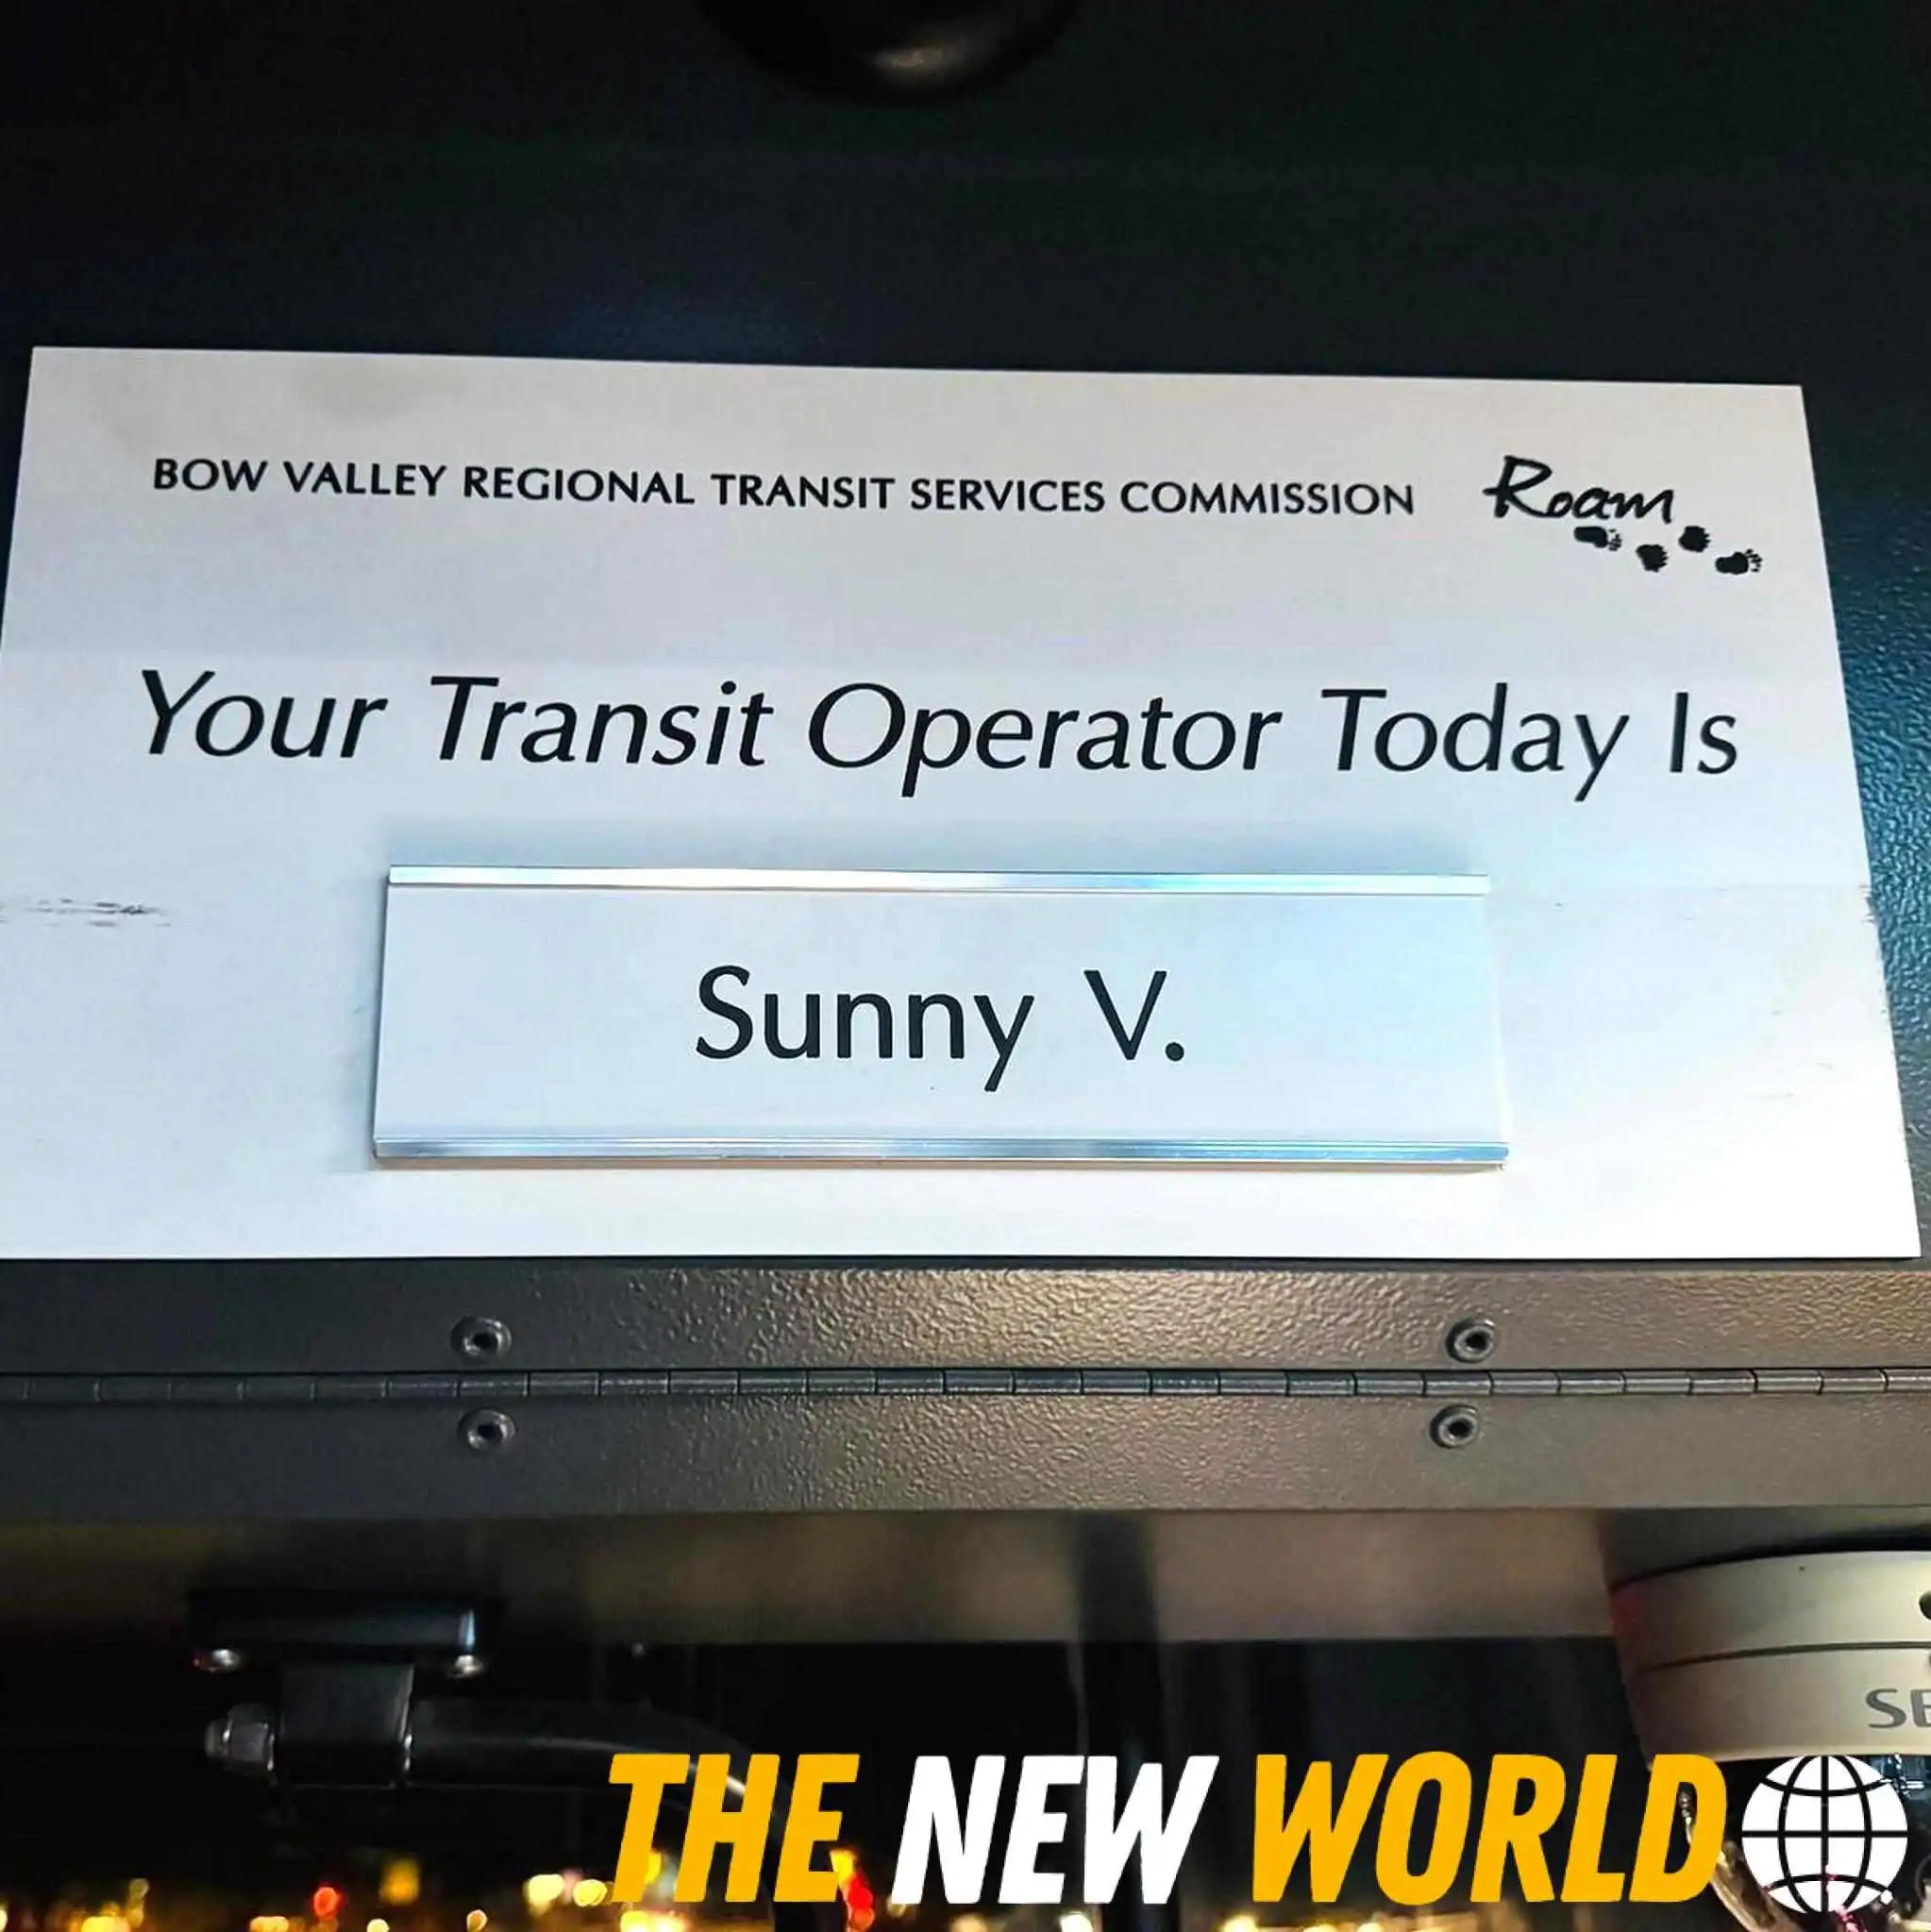 BOW VALLEY REGIONAL TRANSIT SERVICES COMMISSION Roam
Your Transit Operator Today Is
Sunny V.
THE NEW WORLD